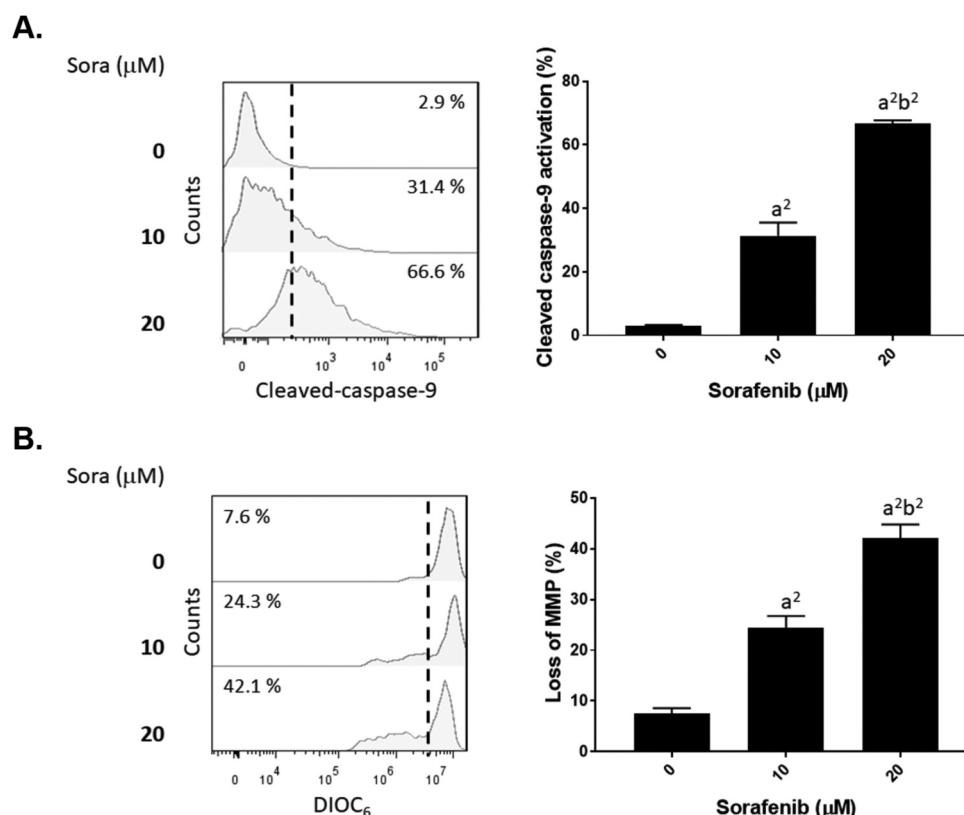 A.
Sora (μM)
0
10
20
Counts
2.9 %
31.4 %
66.6 %
0 10³ 10⁴ 10⁵
Cleaved-caspase-9
Cleaved caspase-9 activation (%)
80
60
40
20
0
a²
a²b²
0 10 20
Sorafenib (μM)
B.
Sora (μM)
0
10
20
Counts
7.6 %
24.3 %
42.1 %
0 10⁴ 10⁵ 10⁶ 10⁷
DIOC₆
Loss of MMP (%)
50
40
30
20
10
0
a²
a²b²
0 10 20
Sorafenib (μM)